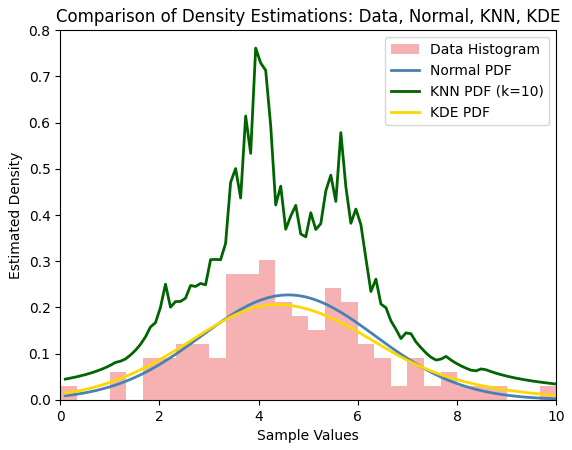 Comparison of Density Estimations: Data, Normal, KNN, KDE
0.8
0.7
0.6
0.5
0.4
0.3
0.2
0.1
0.0
Estimated Density
Data Histogram
Normal PDF
KNN PDF (k=10)
KDE PDF
0 2 4 6 8 10
Sample Values